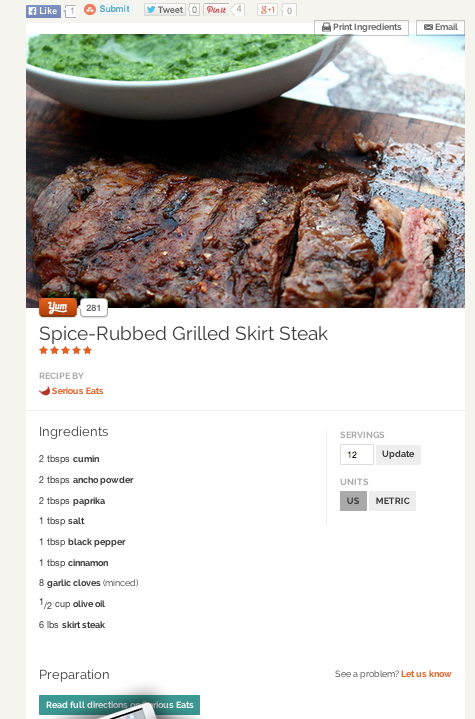 Like 1 Submit Tweet 0 Pin it 4 +1 0
Print Ingredients Email
Yum 281
Spice-Rubbed Grilled Skirt Steak
RECIPE BY
Serious Eats
Ingredients
2 tbsps cumin
2 tbsps ancho powder
2 tbsps paprika
1 tbsp salt
1 tbsp black pepper
1 tbsp cinnamon
8 garlic cloves (minced)
1/2 cup olive oil
6 lbs skirt steak
SERVINGS
12 Update
UNITS
US METRIC
Preparation See a problem? Let us know
Read full directions on Serious Eats